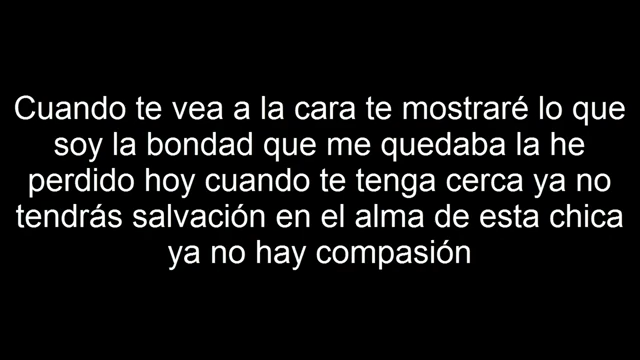 Cuando te vea a la cara te mostraré lo que
soy la bondad que me quedaba la he
perdido hoy cuando te tenga cerca ya no
tendrás salvación en el alma de esta chica
ya no hay compasión